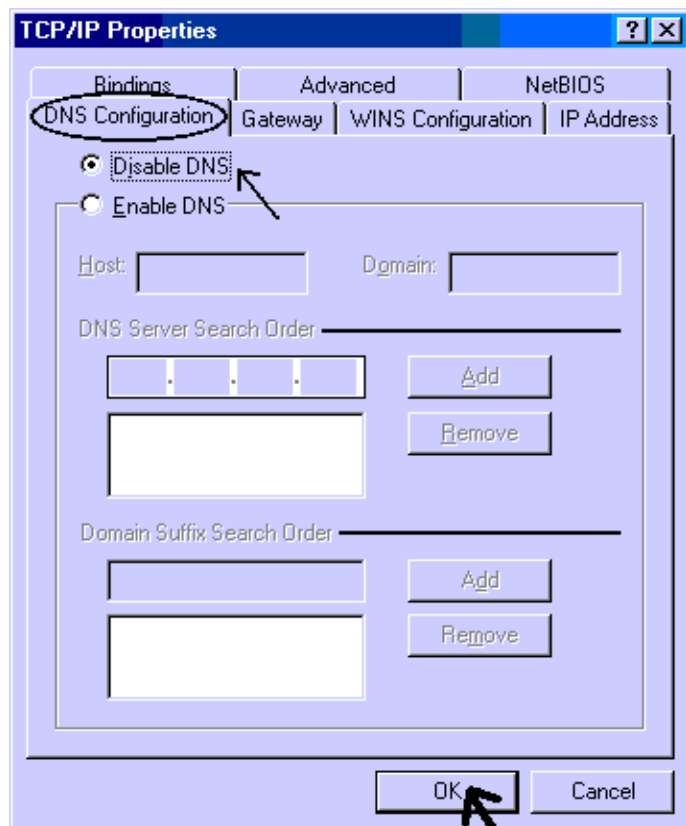 TCP/IP Properties
Bindings Advanced NetBIOS
DNS Configuration Gateway WINS Configuration IP Address
Disable DNS
Enable DNS
Host: Domain:
DNS Server Search Order
Add
Remove
Domain Suffix Search Order
Add
Remove
OK Cancel